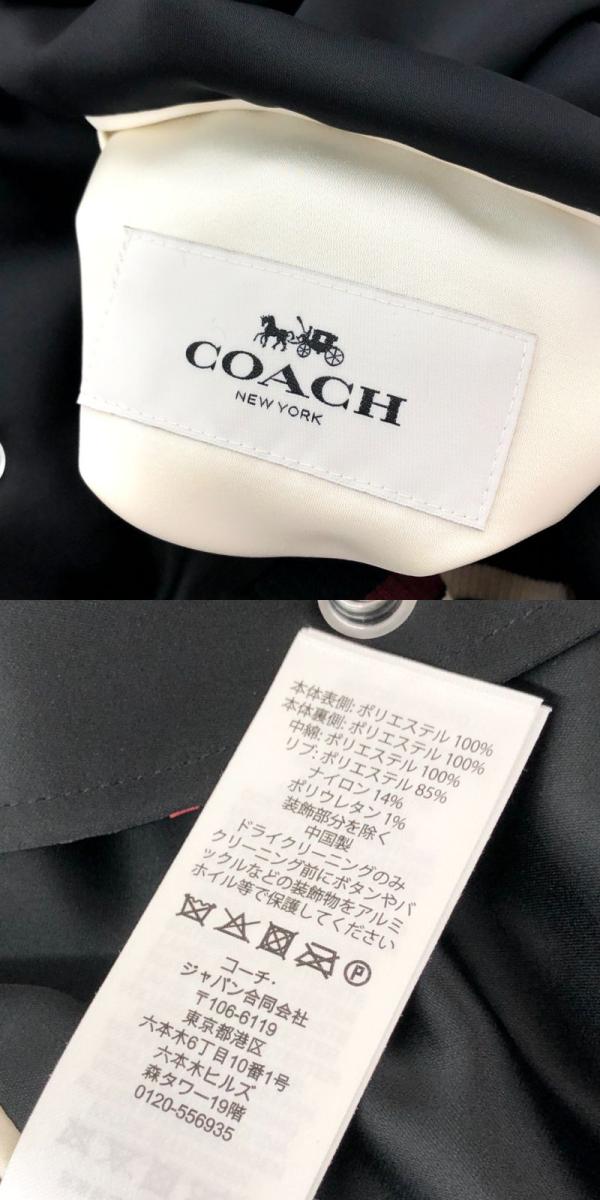 COACH
NEW YORK
本体表側: ポリエステル 100%
本体裏側: ポリエステル 100%
中綿: ポリエステル 100%
リブ: ポリエステル 85%
ナイロン 14%
ポリウレタン 1%
装飾部分を除く
中国製
ドライクリーニングのみ
クリーニング前にボタンやバ
ックルなどの装飾物をアルミ
ホイル等で保護してください
P
コーチ・
ジャパン合同会社
〒106-6119
東京都港区
六本木6丁目10番1号
六本木ヒルズ
森タワー19階
0120-556935